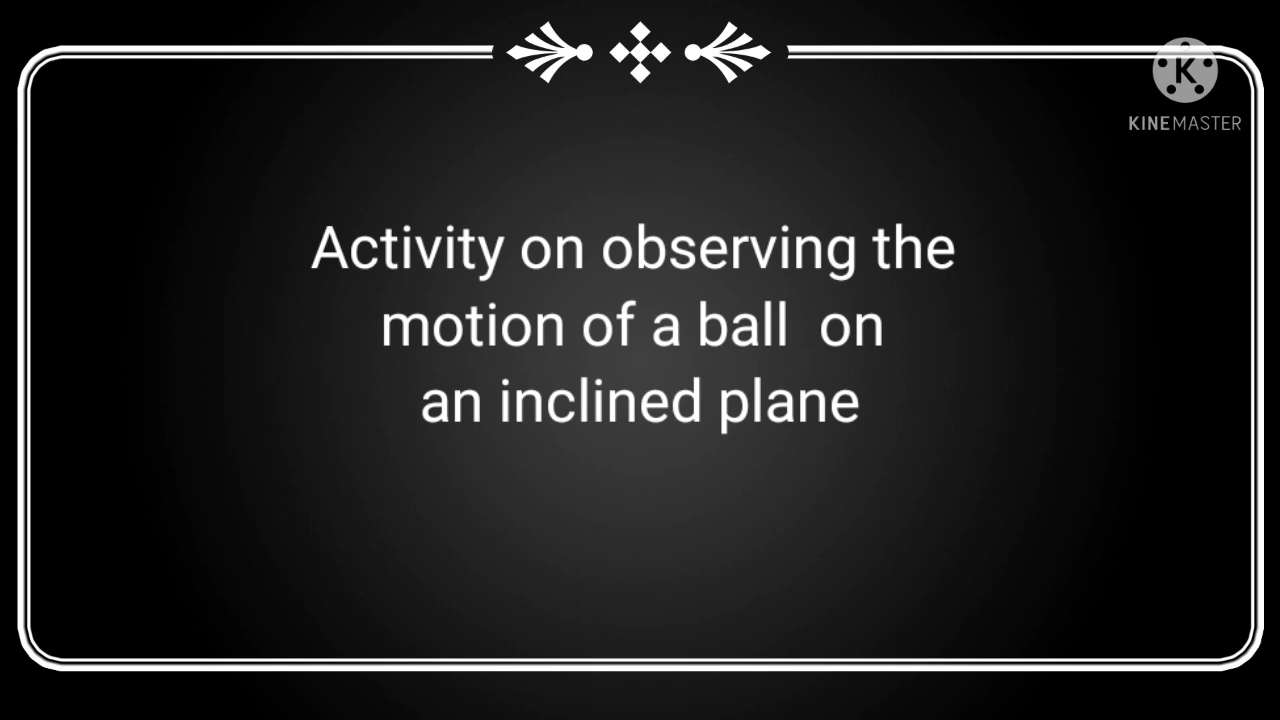 K
KINEMASTER
Activity on observing the
motion of a ball  on
an inclined plane